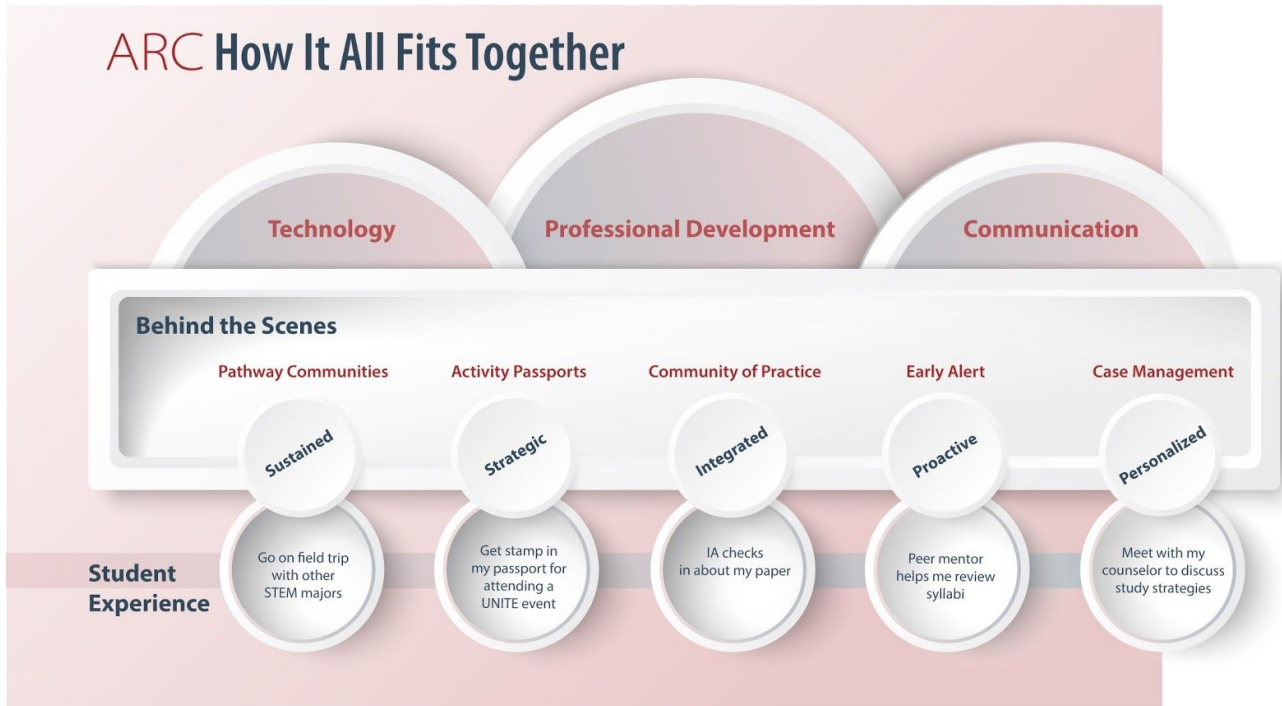 ARC How It All Fits Together
Technology
Professional Development
Communication
Behind the Scenes
Pathway Communities
Activity Passports
Community of Practice
Early Alert
Case Management
Sustained
Strategic
Integrated
Proactive
Personalized
Student
Experience
Go on field trip
with other
STEM majors
Get stamp in
my passport for
attending a
UNITE event
IA checks
in about my paper
Peer mentor
helps me review
syllabi
Meet with my
counselor to discuss
study strategies